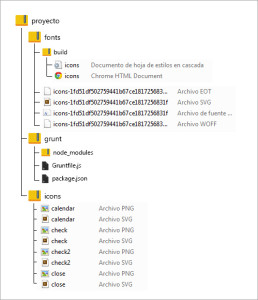 proyecto
fonts
build
icons Documento de hoja de estilos en cascada
icons Chrome HTML Document
icons-1fd51df502759441b67ce181725683... Archivo EOT
icons-1fd51df502759441b67ce1817256831f Archivo SVG
icons-1fd51df502759441b67ce1817256831f Archivo de fuente ...
icons-1fd51df502759441b67ce181725683... Archivo WOFF
grunt
node_modules
Gruntfile.js
package.json
icons
calendar Archivo PNG
calendar Archivo SVG
check Archivo PNG
check Archivo SVG
check2 Archivo PNG
check2 Archivo SVG
close Archivo PNG
close Archivo SVG